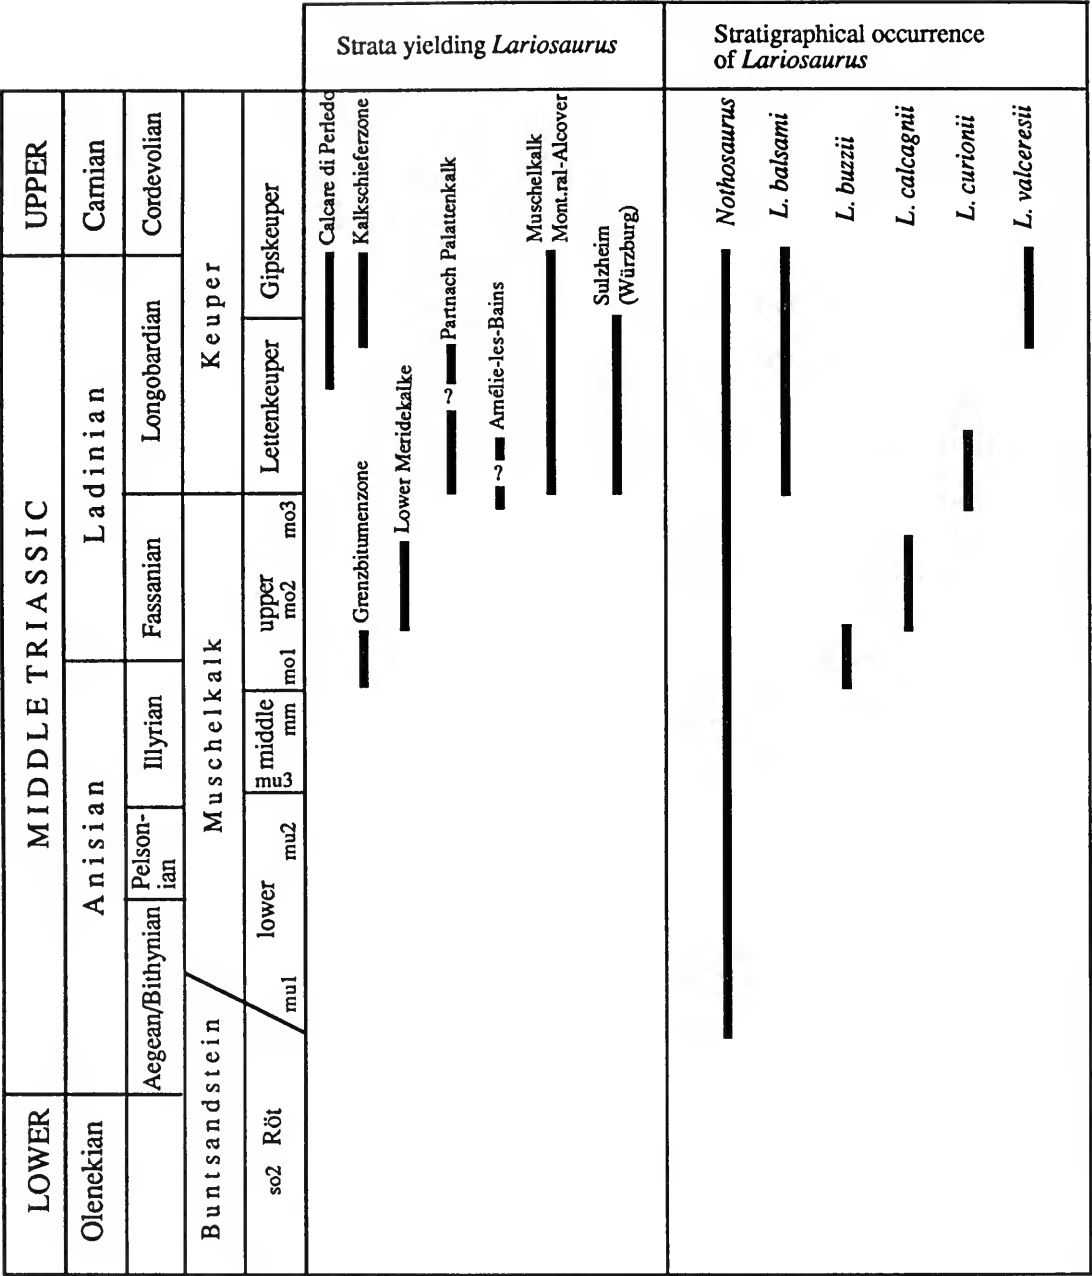 Strata yielding Lariosaurus
Stratigraphical occurrence
of Lariosaurus
UPPER
MIDDLE TRIASSIC
LOWER
Carnian
Ladinian
Anisian
Olenekian
Cordevolian
Longobardian
Fassanian
Illyrian
Pelson-
ian
Aegean/Bithynian
Keuper
Muschelkalk
Buntsandstein
Gipskeuper
Lettenkeuper
mo3
upper
mo2
mo1
middle
mm
mu3
mu2
lower
mu1
Röt
so2
Calcare di Perledo
Kalkschieferzone
Grenzbitumenzone
Lower Meridekalke
Partnach Palattenkalk
?
Amélie-les-Bains
?
Muschelkalk
Mont.ral-Alcover
Sulzheim
(Würzburg)
Nothosaurus
L. balsami
L. buzzii
L. calcagnii
L. curionii
L. valceresii